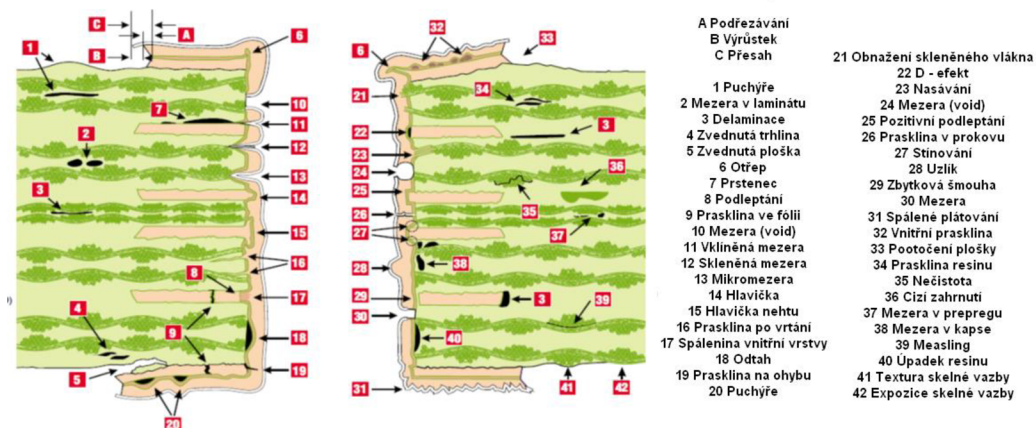 C
A
B
6
1
10
7
11
2
12
13
3
14
15
16
8
17
4
9
18
5
19
20
32
33
6
21
34
22
3
23
24
36
25
35
26
37
27
28
38
29
3
39
30
40
31
41
42
A Podřezávání
B Výrůstek
C Přesah
1 Puchýře
2 Mezera v laminátu
3 Delaminace
4 Zvednutá trhlina
5 Zvednutá ploška
6 Otřep
7 Prstenec
8 Podleptání
9 Prasklina ve fólii
10 Mezera (void)
11 Vklíněná mezera
12 Skleněná mezera
13 Mikromezera
14 Hlavička
15 Hlavička nehtu
16 Prasklina po vrtání
17 Spálenina vnitřní vrstvy
18 Odtah
19 Prasklina na ohybu
20 Puchýře
21 Obnažení skleněného vlákna
22 D - efekt
23 Nasávání
24 Mezera (void)
25 Pozitivní podleptání
26 Prasklina v prokovu
27 Stínování
28 Uzlík
29 Zbytková šmouha
30 Mezera
31 Spálené plátování
32 Vnitřní prasklina
33 Pootočení plošky
34 Prasklina resinu
35 Nečistota
36 Cizí zahrnutí
37 Mezera v prepregu
38 Mezera v kapse
39 Measling
40 Úpadek resinu
41 Textura skelné vazby
42 Expozice skelné vazby